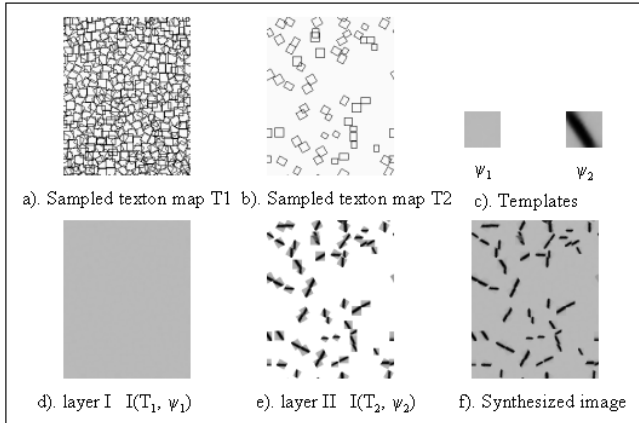 ψ1 ψ2
a). Sampled texton map T1 b). Sampled texton map T2 c). Templates
d). layer I I(T1, ψ1) e). layer II I(T2, ψ2) f). Synthesized image